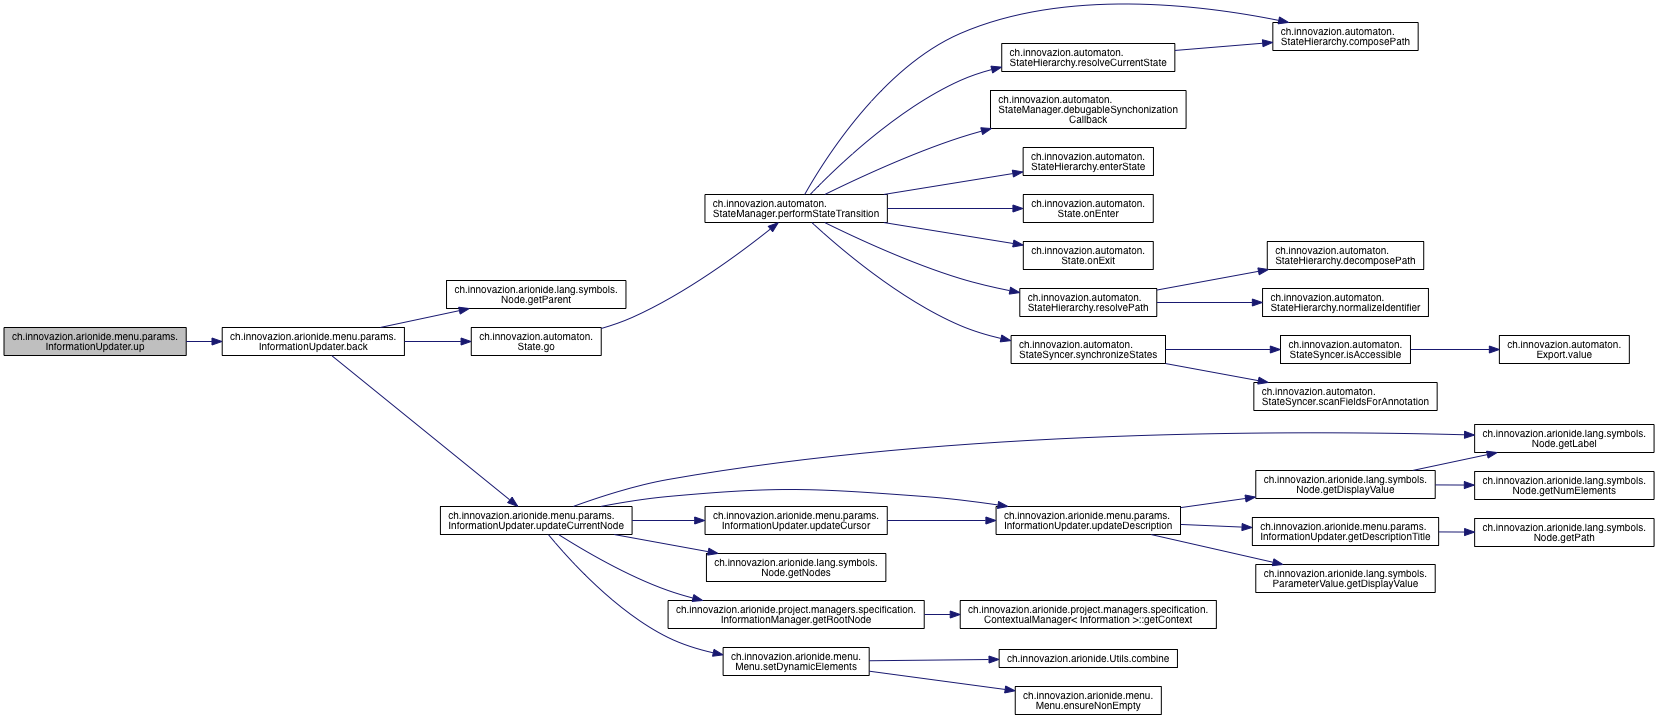 ch.innovazion.arionide.menu.params.
InformationUpdater.up
ch.innovazion.arionide.menu.params.
InformationUpdater.back
ch.innovazion.arionide.lang.symbols.
Node.getParent
ch.innovazion.automaton.
State.go
ch.innovazion.automaton.
StateManager.performStateTransition
ch.innovazion.automaton.
StateHierarchy.composePath
ch.innovazion.automaton.
StateHierarchy.resolveCurrentState
ch.innovazion.automaton.
StateManager.debugableSynchonization
Callback
ch.innovazion.automaton.
StateHierarchy.enterState
ch.innovazion.automaton.
State.onEnter
ch.innovazion.automaton.
State.onExit
ch.innovazion.automaton.
StateHierarchy.resolvePath
ch.innovazion.automaton.
StateHierarchy.decomposePath
ch.innovazion.automaton.
StateHierarchy.normalizeIdentifier
ch.innovazion.automaton.
StateSyncer.synchronizeStates
ch.innovazion.automaton.
StateSyncer.isAccessible
ch.innovazion.automaton.
Export.value
ch.innovazion.automaton.
StateSyncer.scanFieldsForAnnotation
ch.innovazion.arionide.menu.params.
InformationUpdater.updateCurrentNode
ch.innovazion.arionide.lang.symbols.
Node.getLabel
ch.innovazion.arionide.menu.params.
InformationUpdater.updateCursor
ch.innovazion.arionide.menu.params.
InformationUpdater.updateDescription
ch.innovazion.arionide.lang.symbols.
Node.getDisplayValue
ch.innovazion.arionide.lang.symbols.
Node.getNumElements
ch.innovazion.arionide.menu.params.
InformationUpdater.getDescriptionTitle
ch.innovazion.arionide.lang.symbols.
Node.getPath
ch.innovazion.arionide.lang.symbols.
ParameterValue.getDisplayValue
ch.innovazion.arionide.lang.symbols.
Node.getNodes
ch.innovazion.arionide.project.managers.specification.
InformationManager.getRootNode
ch.innovazion.arionide.project.managers.specification.
ContextualManager< Information >::getContext
ch.innovazion.arionide.menu.
Menu.setDynamicElements
ch.innovazion.arionide.Utils.combine
ch.innovazion.arionide.menu.
Menu.ensureNonEmpty